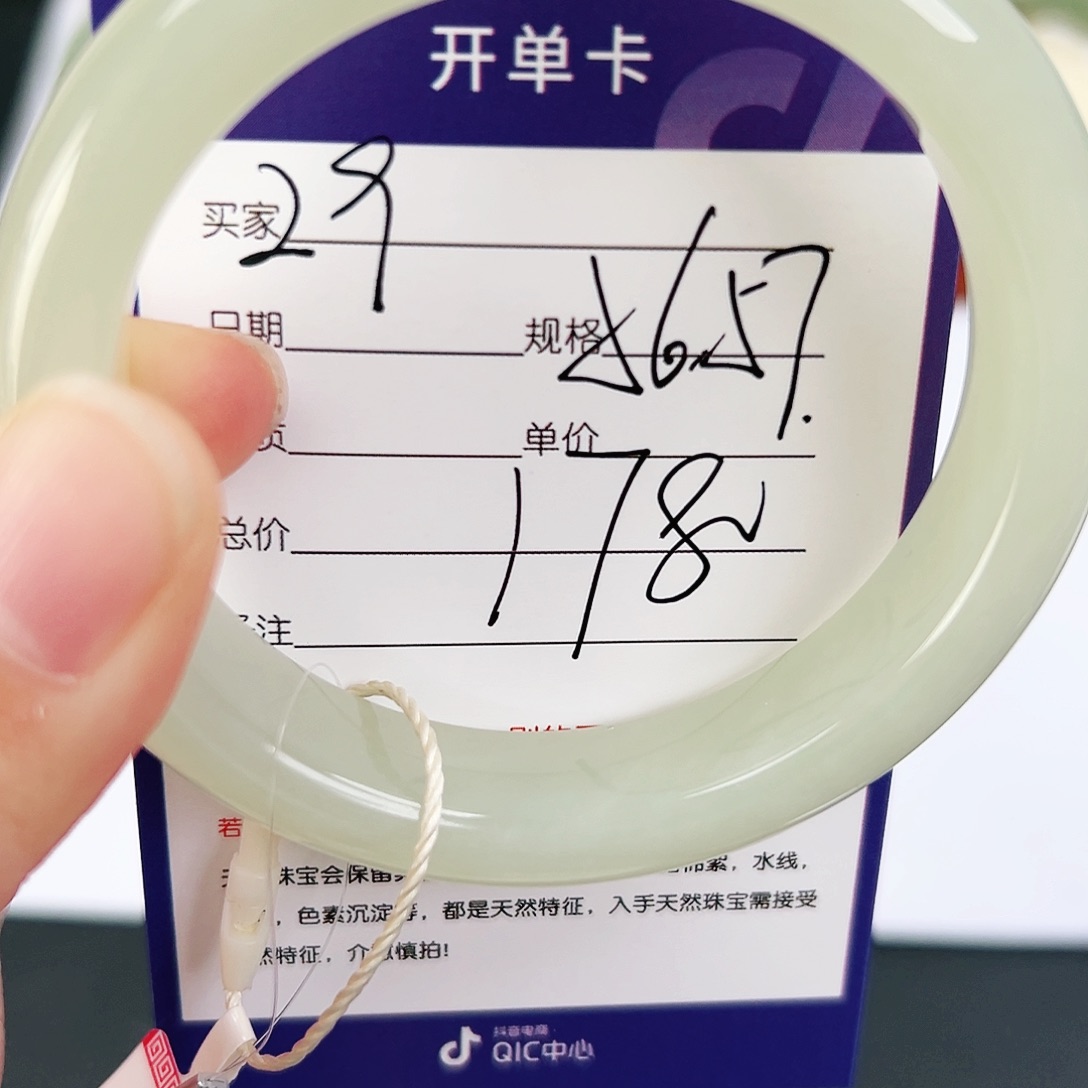 开单卡
买家 29
日期 规格 56.57.
单价
总价 178
注
若
珠宝会保留 絮，水线，
，色素沉淀等，都是天然特征，入手天然珠宝需接受
然特征，介意慎拍!
抖音电商
QIC中心